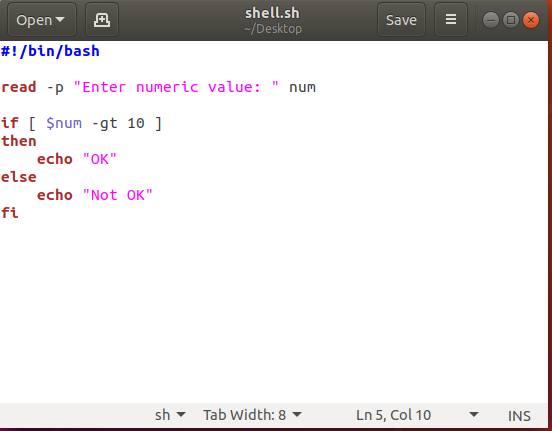 Open
shell.sh
~/Desktop
Save
#!/bin/bash
read -p "Enter numeric value: " num
if [ $num -gt 10 ]
then
    echo "OK"
else
    echo "Not OK"
fi
sh
Tab Width: 8
Ln 5, Col 10
INS